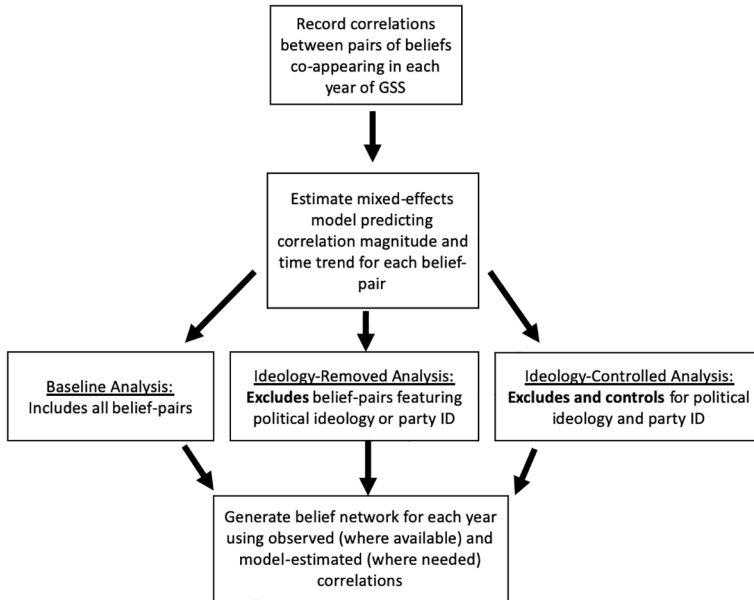 Record correlations
between pairs of beliefs
co-appearing in each
year of GSS
Estimate mixed-effects
model predicting
correlation magnitude and
time trend for each belief-
pair
Baseline Analysis:
Includes all belief-pairs
Ideology-Removed Analysis:
Excludes belief-pairs featuring
political ideology or party ID
Ideology-Controlled Analysis:
Excludes and controls for political
ideology and party ID
Generate belief network for each year
using observed (where available) and
model-estimated (where needed)
correlations